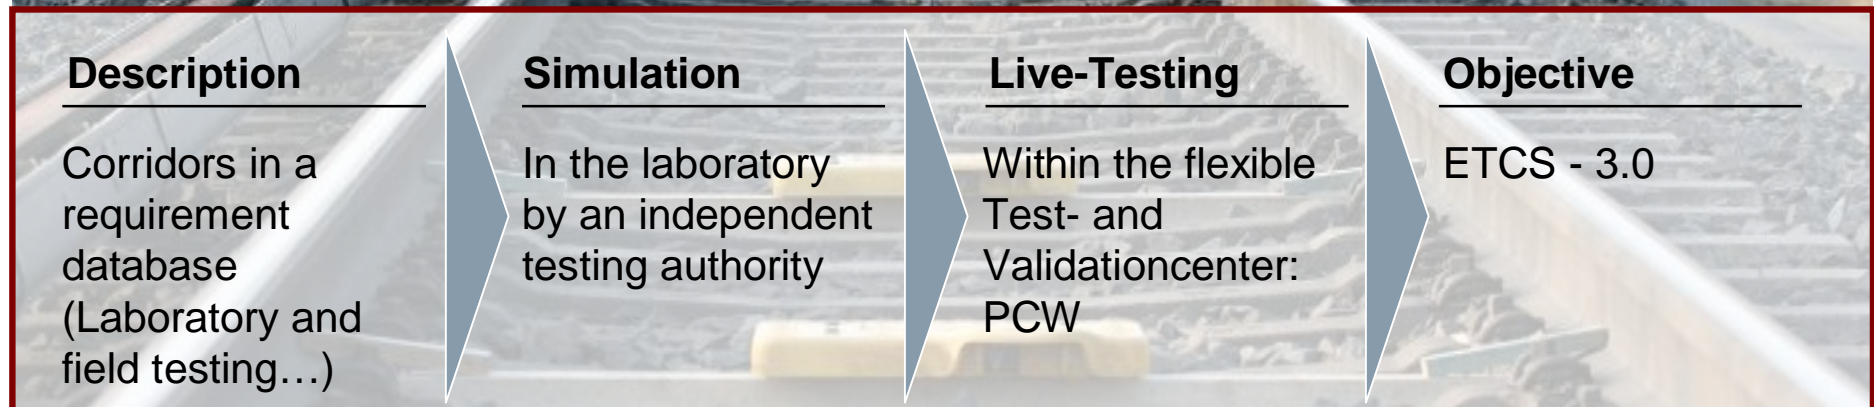 Description
Corridors in a
requirement
database
(Laboratory and
field testing…)
Simulation
In the laboratory
by an independent
testing authority
Live-Testing
Within the flexible
Test- and
Validationcenter:
PCW
Objective
ETCS - 3.0